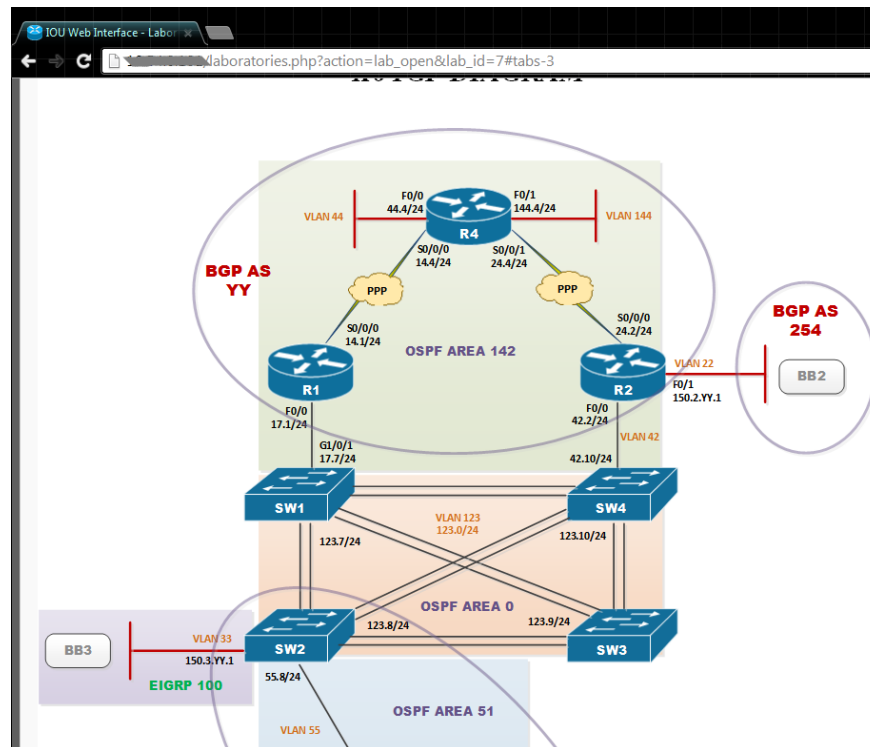 IOU Web Interface - Labor
/laboratories.php?action=lab_open&lab_id=7#tabs-3
DIAGRAM
F0/0
44.4/24
F0/1
144.4/24
VLAN 44
VLAN 144
R4
S0/0/0
14.4/24
S0/0/1
24.4/24
BGP AS
YY
PPP
PPP
S0/0/0
14.1/24
S0/0/0
24.2/24
BGP AS
254
OSPF AREA 142
R1
R2
VLAN 22
BB2
F0/1
150.2.YY.1
F0/0
17.1/24
F0/0
42.2/24
VLAN 42
G1/0/1
17.7/24
42.10/24
SW1
SW4
VLAN 123
123.0/24
123.7/24
123.10/24
OSPF AREA 0
123.8/24
123.9/24
BB3
VLAN 33
150.3.YY.1
SW2
SW3
EIGRP 100
55.8/24
OSPF AREA 51
VLAN 55